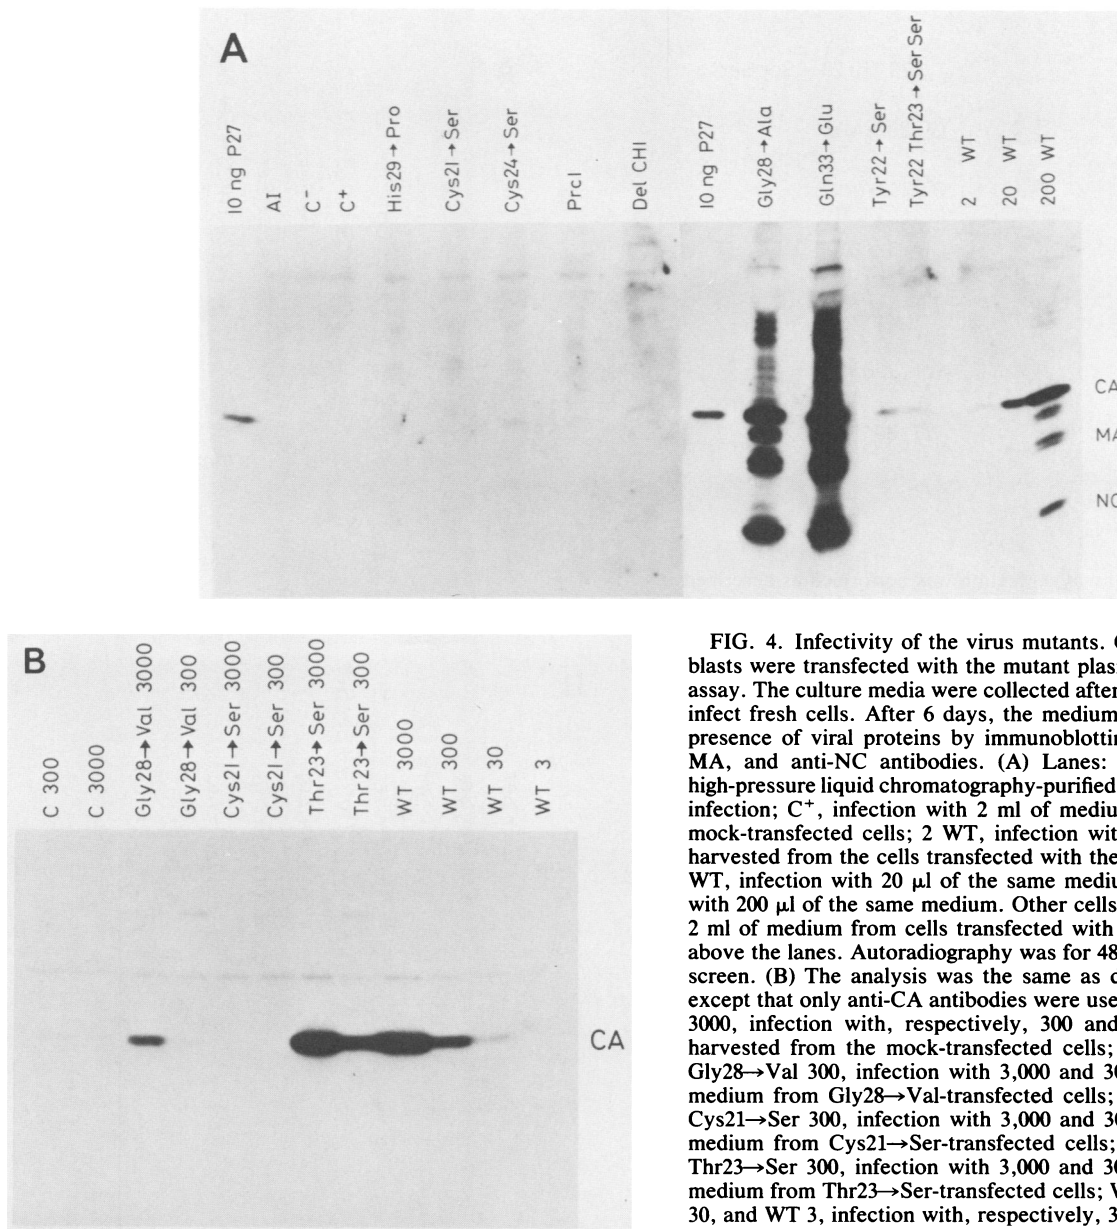 A
10 ng P27
AI
C-
C+
His29→Pro
Cys21→Ser
Cys24→Ser
PrcI
Del CHI
10 ng P27
Gly28→Ala
Gln33→Glu
Tyr22→Ser
Tyr22 Thr23→Ser Ser
2 WT
20 WT
200 WT
CA
MA
NC
B
C 300
C 3000
Gly28→Val 3000
Gly28→Val 300
Cys21→Ser 3000
Cys21→Ser 300
Thr23→Ser 3000
Thr23→Ser 300
WT 3000
WT 300
WT 30
WT 3
CA
FIG. 4. Infectivity of the virus mutants.
blasts were transfected with the mutant
assay. The culture media were collected after
infect fresh cells. After 6 days, the medium
presence of viral proteins by
MA, and anti-NC antibodies. (A) Lanes:
high-pressure liquid chromatography-purified
infection; C+, infection with 2 ml of
mock-transfected cells; 2 WT, infection
harvested from the cells transfected with the
WT, infection with 20 μl of the same
with 200 μl of the same medium. Other cells
2 ml of medium from cells transfected with
above the lanes. Autoradiography was for 48
screen. (B) The analysis was the same as
except that only anti-CA antibodies were
3000, infection with, respectively, 300 and
harvested from the mock-transfected cells;
Gly28→Val 300, infection with 3,000 and
medium from Gly28→Val-transfected cells;
Cys21→Ser 300, infection with 3,000 and
medium from Cys21→Ser-transfected cells;
Thr23→Ser 300, infection with 3,000 and
medium from Thr23→Ser-transfected cells;
30, and WT 3, infection with, respectively,